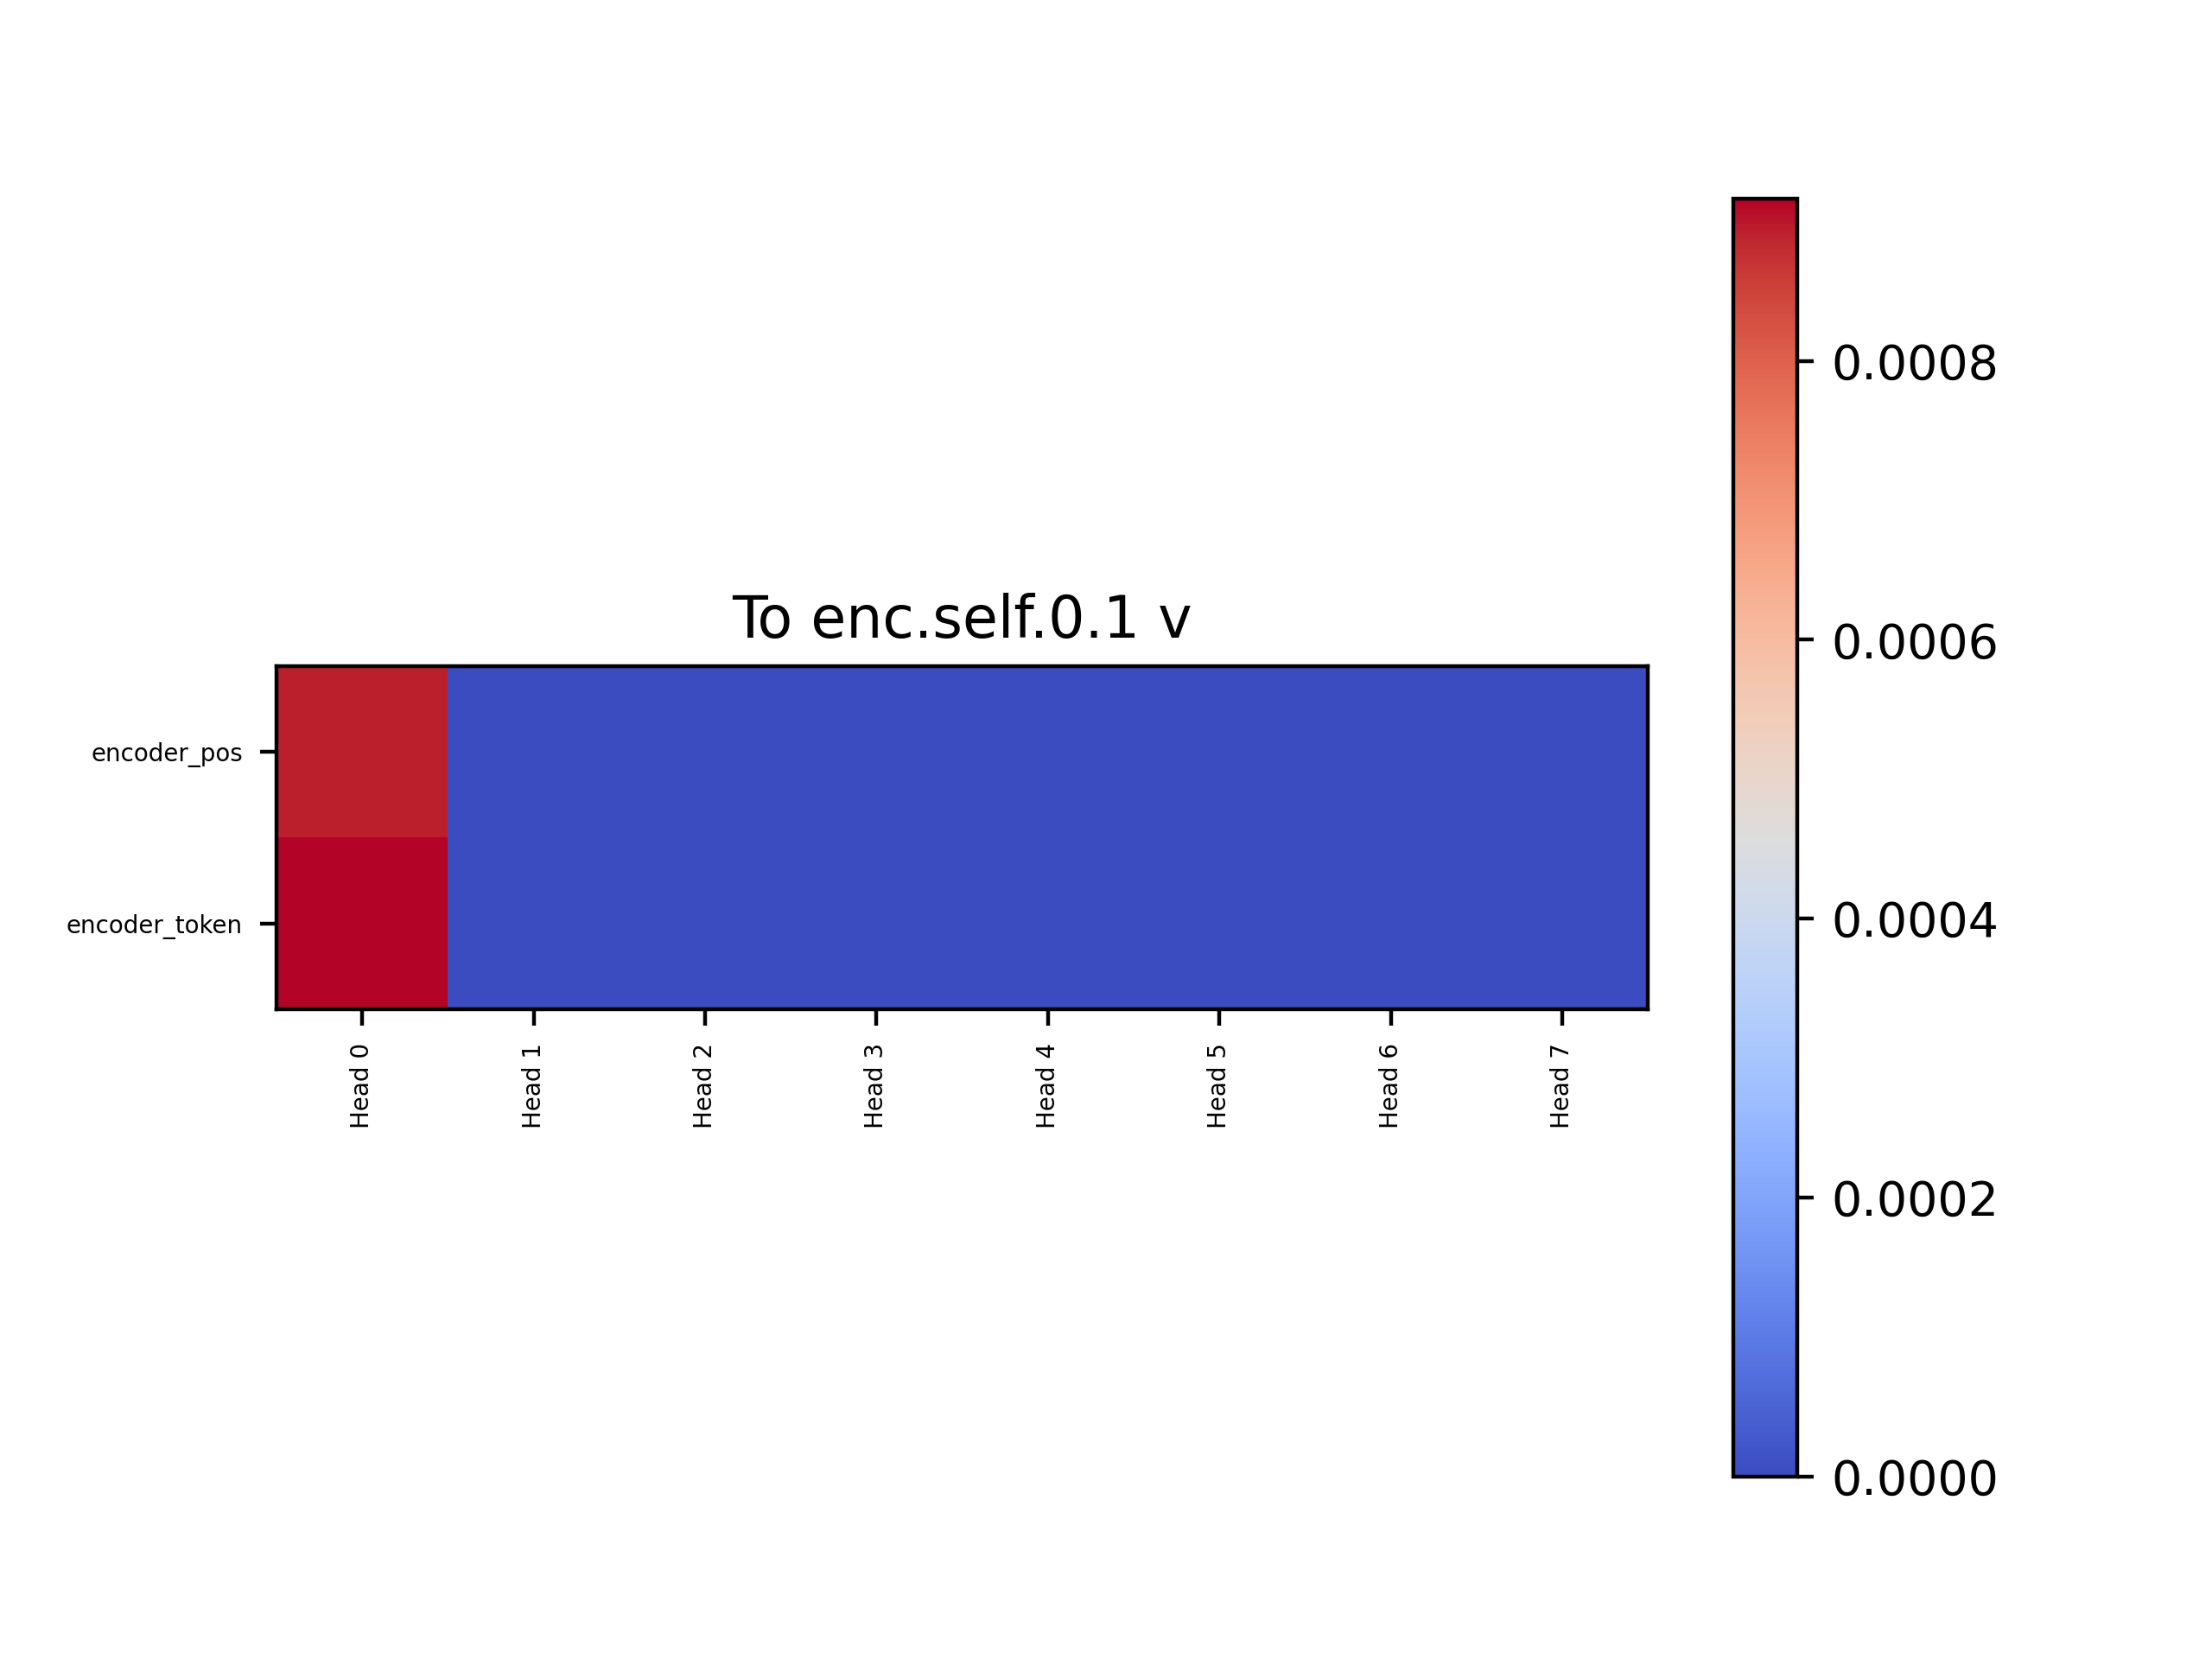 To enc.self.0.1 v
encoder_pos
encoder_token
Head 0
Head 1
Head 2
Head 3
Head 4
Head 5
Head 6
Head 7
0.0008
0.0006
0.0004
0.0002
0.0000